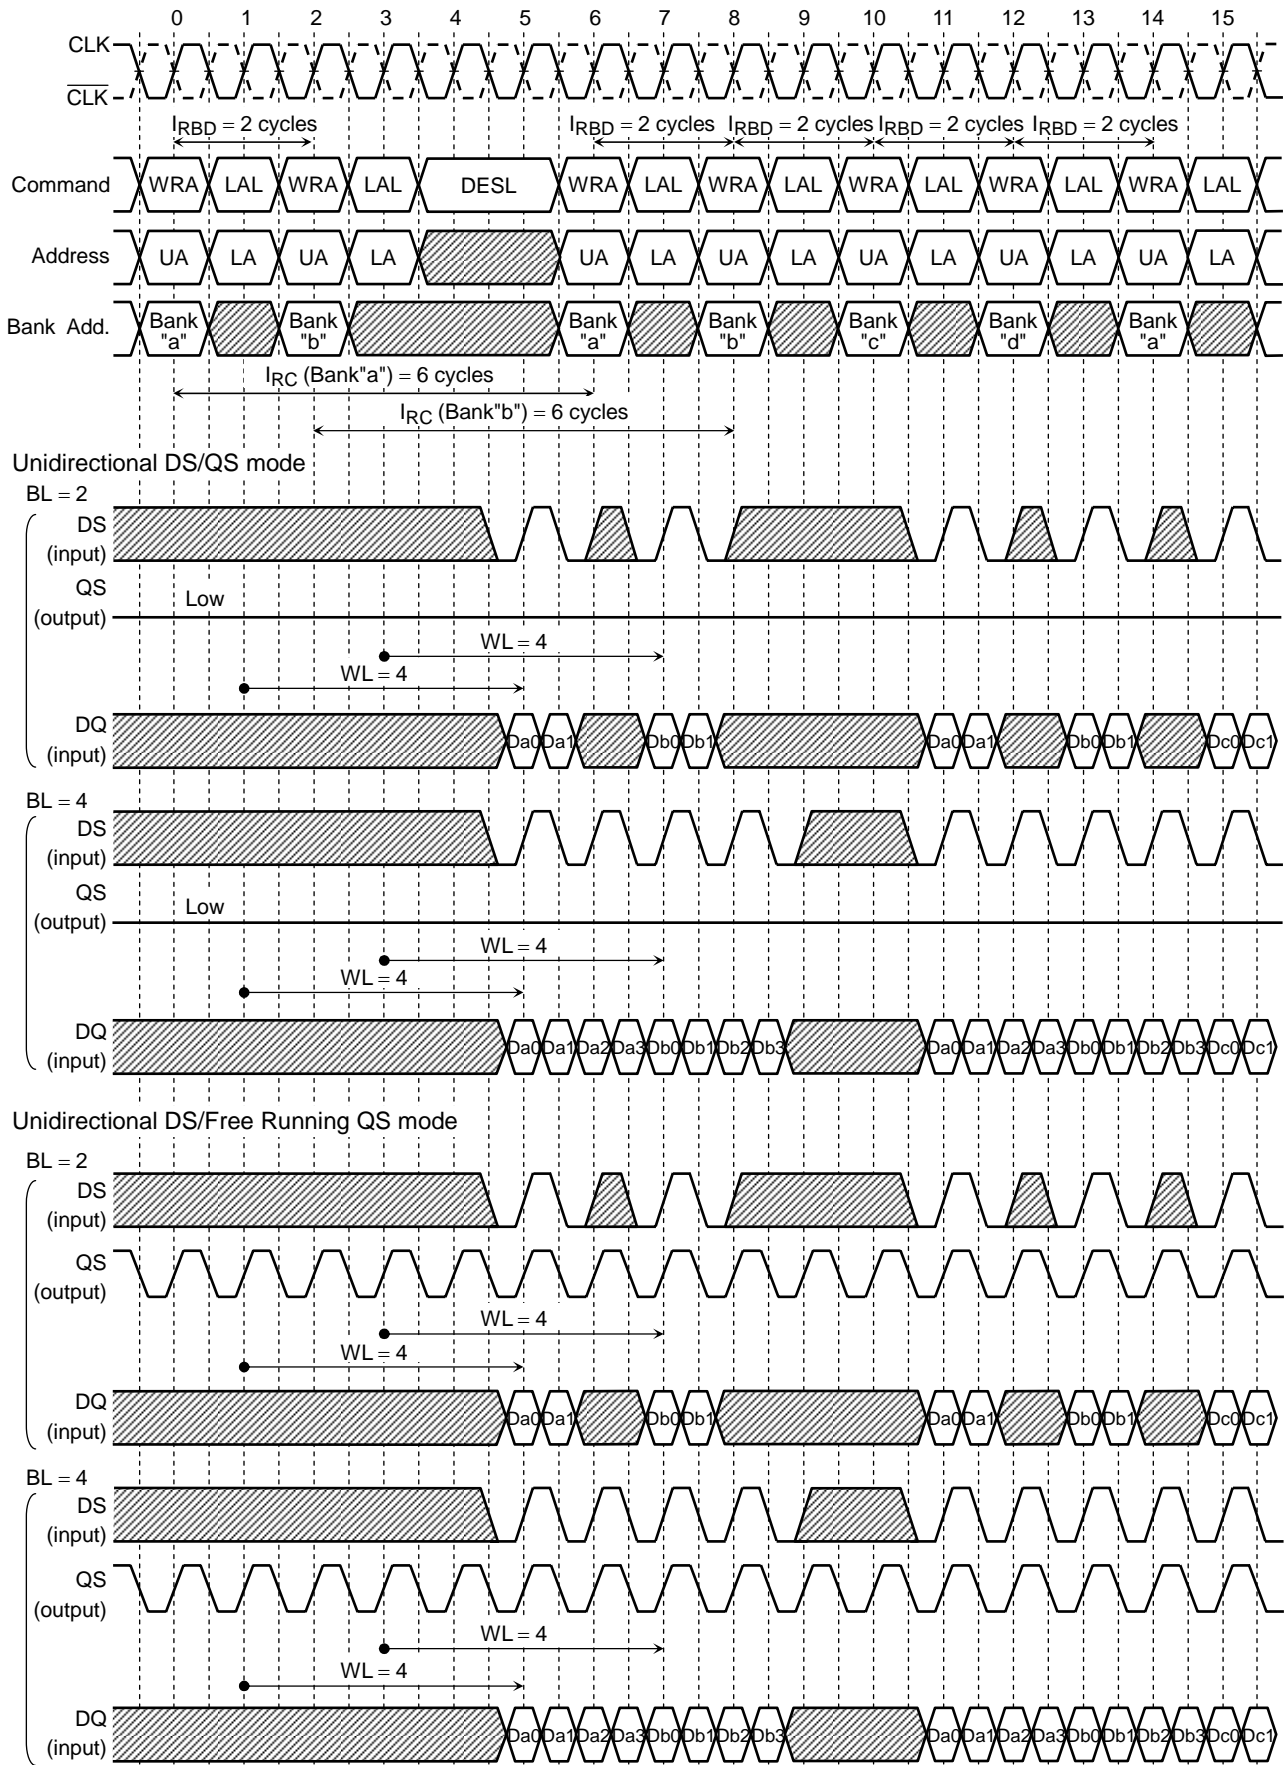 0 1 2 3 4 5 6 7 8 9 10 11 12 13 14 15
CLK
CLK
IRBD = 2 cycles IRBD = 2 cycles IRBD = 2 cycles IRBD = 2 cycles IRBD = 2 cycles
Command WRA LAL WRA LAL DESL WRA LAL WRA LAL WRA LAL WRA LAL WRA LAL
Address UA LA UA LA UA LA UA LA UA LA UA LA UA LA
Bank Add. Bank "a" Bank "b" Bank "a" Bank "b" Bank "c" Bank "d" Bank "a"
IRC (Bank"a") = 6 cycles
IRC (Bank"b") = 6 cycles
Unidirectional DS/QS mode
BL = 2
DS
(input)
QS
Low
(output)
WL = 4
WL = 4
DQ
(input)
Da0 Da1 Db0 Db1 Da0 Da1 Db0 Db1 Dc0 Dc1
BL = 4
DS
(input)
QS
Low
(output)
WL = 4
WL = 4
DQ
(input)
Da0 Da1 Da2 Da3 Db0 Db1 Db2 Db3 Da0 Da1 Da2 Da3 Db0 Db1 Db2 Db3 Dc0 Dc1
Unidirectional DS/Free Running QS mode
BL = 2
DS
(input)
QS
(output)
WL = 4
WL = 4
DQ
(input)
Da0 Da1 Db0 Db1 Da0 Da1 Db0 Db1 Dc0 Dc1
BL = 4
DS
(input)
QS
(output)
WL = 4
WL = 4
DQ
(input)
Da0 Da1 Da2 Da3 Db0 Db1 Db2 Db3 Da0 Da1 Da2 Da3 Db0 Db1 Db2 Db3 Dc0 Dc1